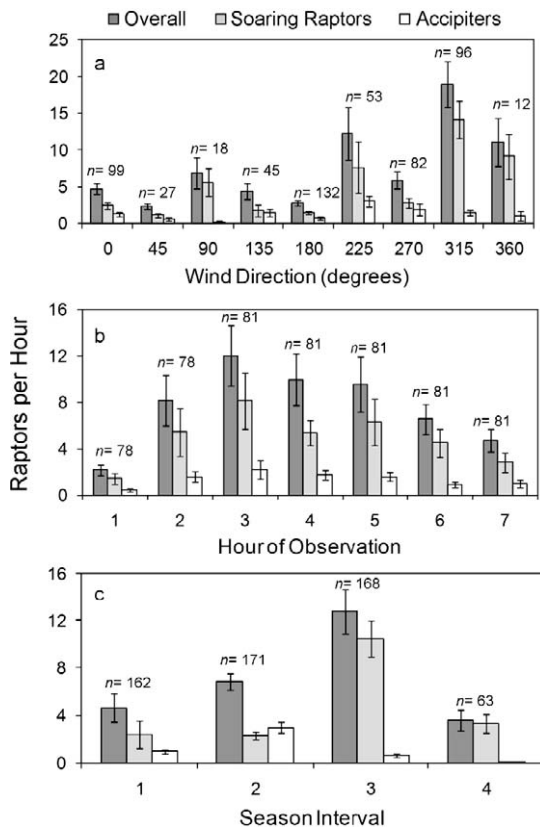 Overall Soaring Raptors Accipiters
a
25
20
15
10
5
0
n= 99
n= 27
n= 18
n= 45
n= 132
n= 53
n= 82
n= 96
n= 12
0 45 90 135 180 225 270 315 360
Wind Direction (degrees)
Raptors per Hour
b
16
12
8
4
0
n= 78
n= 78
n= 81
n= 81
n= 81
n= 81
n= 81
1 2 3 4 5 6 7
Hour of Observation
c
16
12
8
4
0
n= 162
n= 171
n= 168
n= 63
1 2 3 4
Season Interval